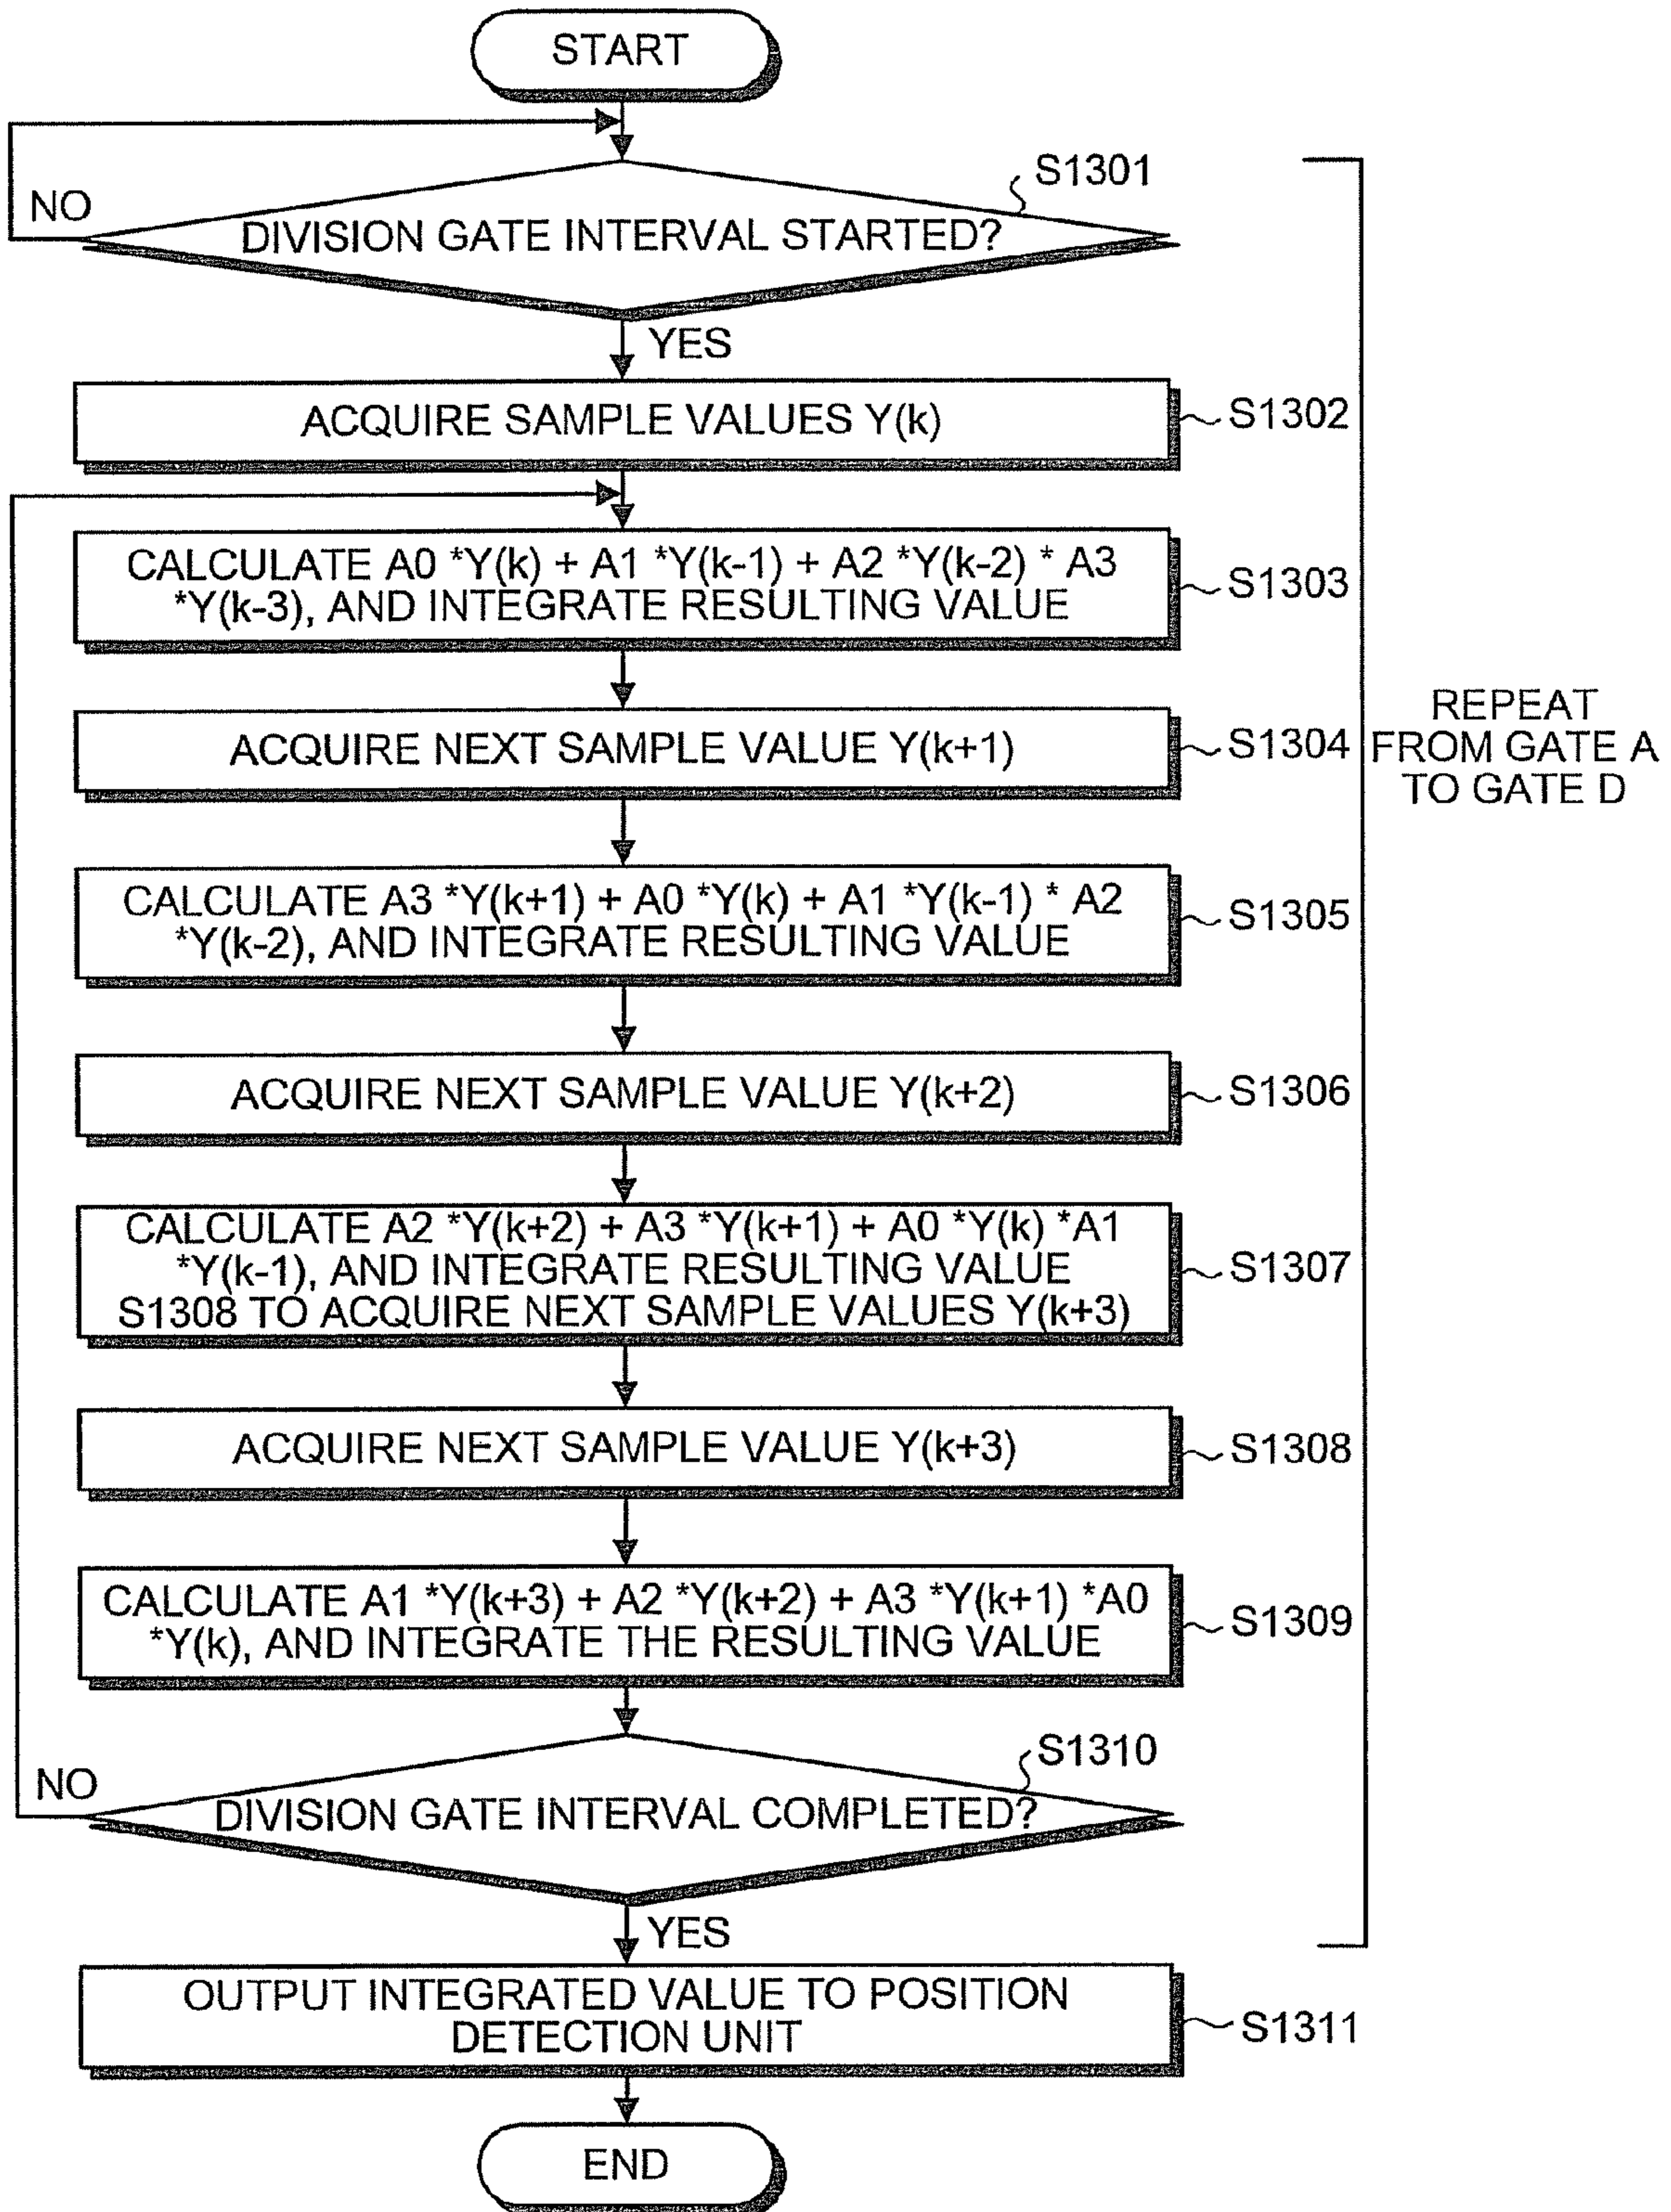 START
S1301
NO
DIVISION GATE INTERVAL STARTED?
YES
ACQUIRE SAMPLE VALUES Y(k)
S1302
CALCULATE A0 *Y(k) + A1 *Y(k-1) + A2 *Y(k-2) * A3
*Y(k-3), AND INTEGRATE RESULTING VALUE
S1303
ACQUIRE NEXT SAMPLE VALUE Y(k+1)
S1304
REPEAT
FROM GATE A
TO GATE D
CALCULATE A3 *Y(k+1) + A0 *Y(k) + A1 *Y(k-1) * A2
*Y(k-2), AND INTEGRATE RESULTING VALUE
S1305
ACQUIRE NEXT SAMPLE VALUE Y(k+2)
S1306
CALCULATE A2 *Y(k+2) + A3 *Y(k+1) + A0 *Y(k) *A1
*Y(k-1), AND INTEGRATE RESULTING VALUE
S1308 TO ACQUIRE NEXT SAMPLE VALUES Y(k+3)
S1307
ACQUIRE NEXT SAMPLE VALUE Y(k+3)
S1308
CALCULATE A1 *Y(k+3) + A2 *Y(k+2) + A3 *Y(k+1) *A0
*Y(k), AND INTEGRATE THE RESULTING VALUE
S1309
S1310
NO
DIVISION GATE INTERVAL COMPLETED?
YES
OUTPUT INTEGRATED VALUE TO POSITION
DETECTION UNIT
S1311
END